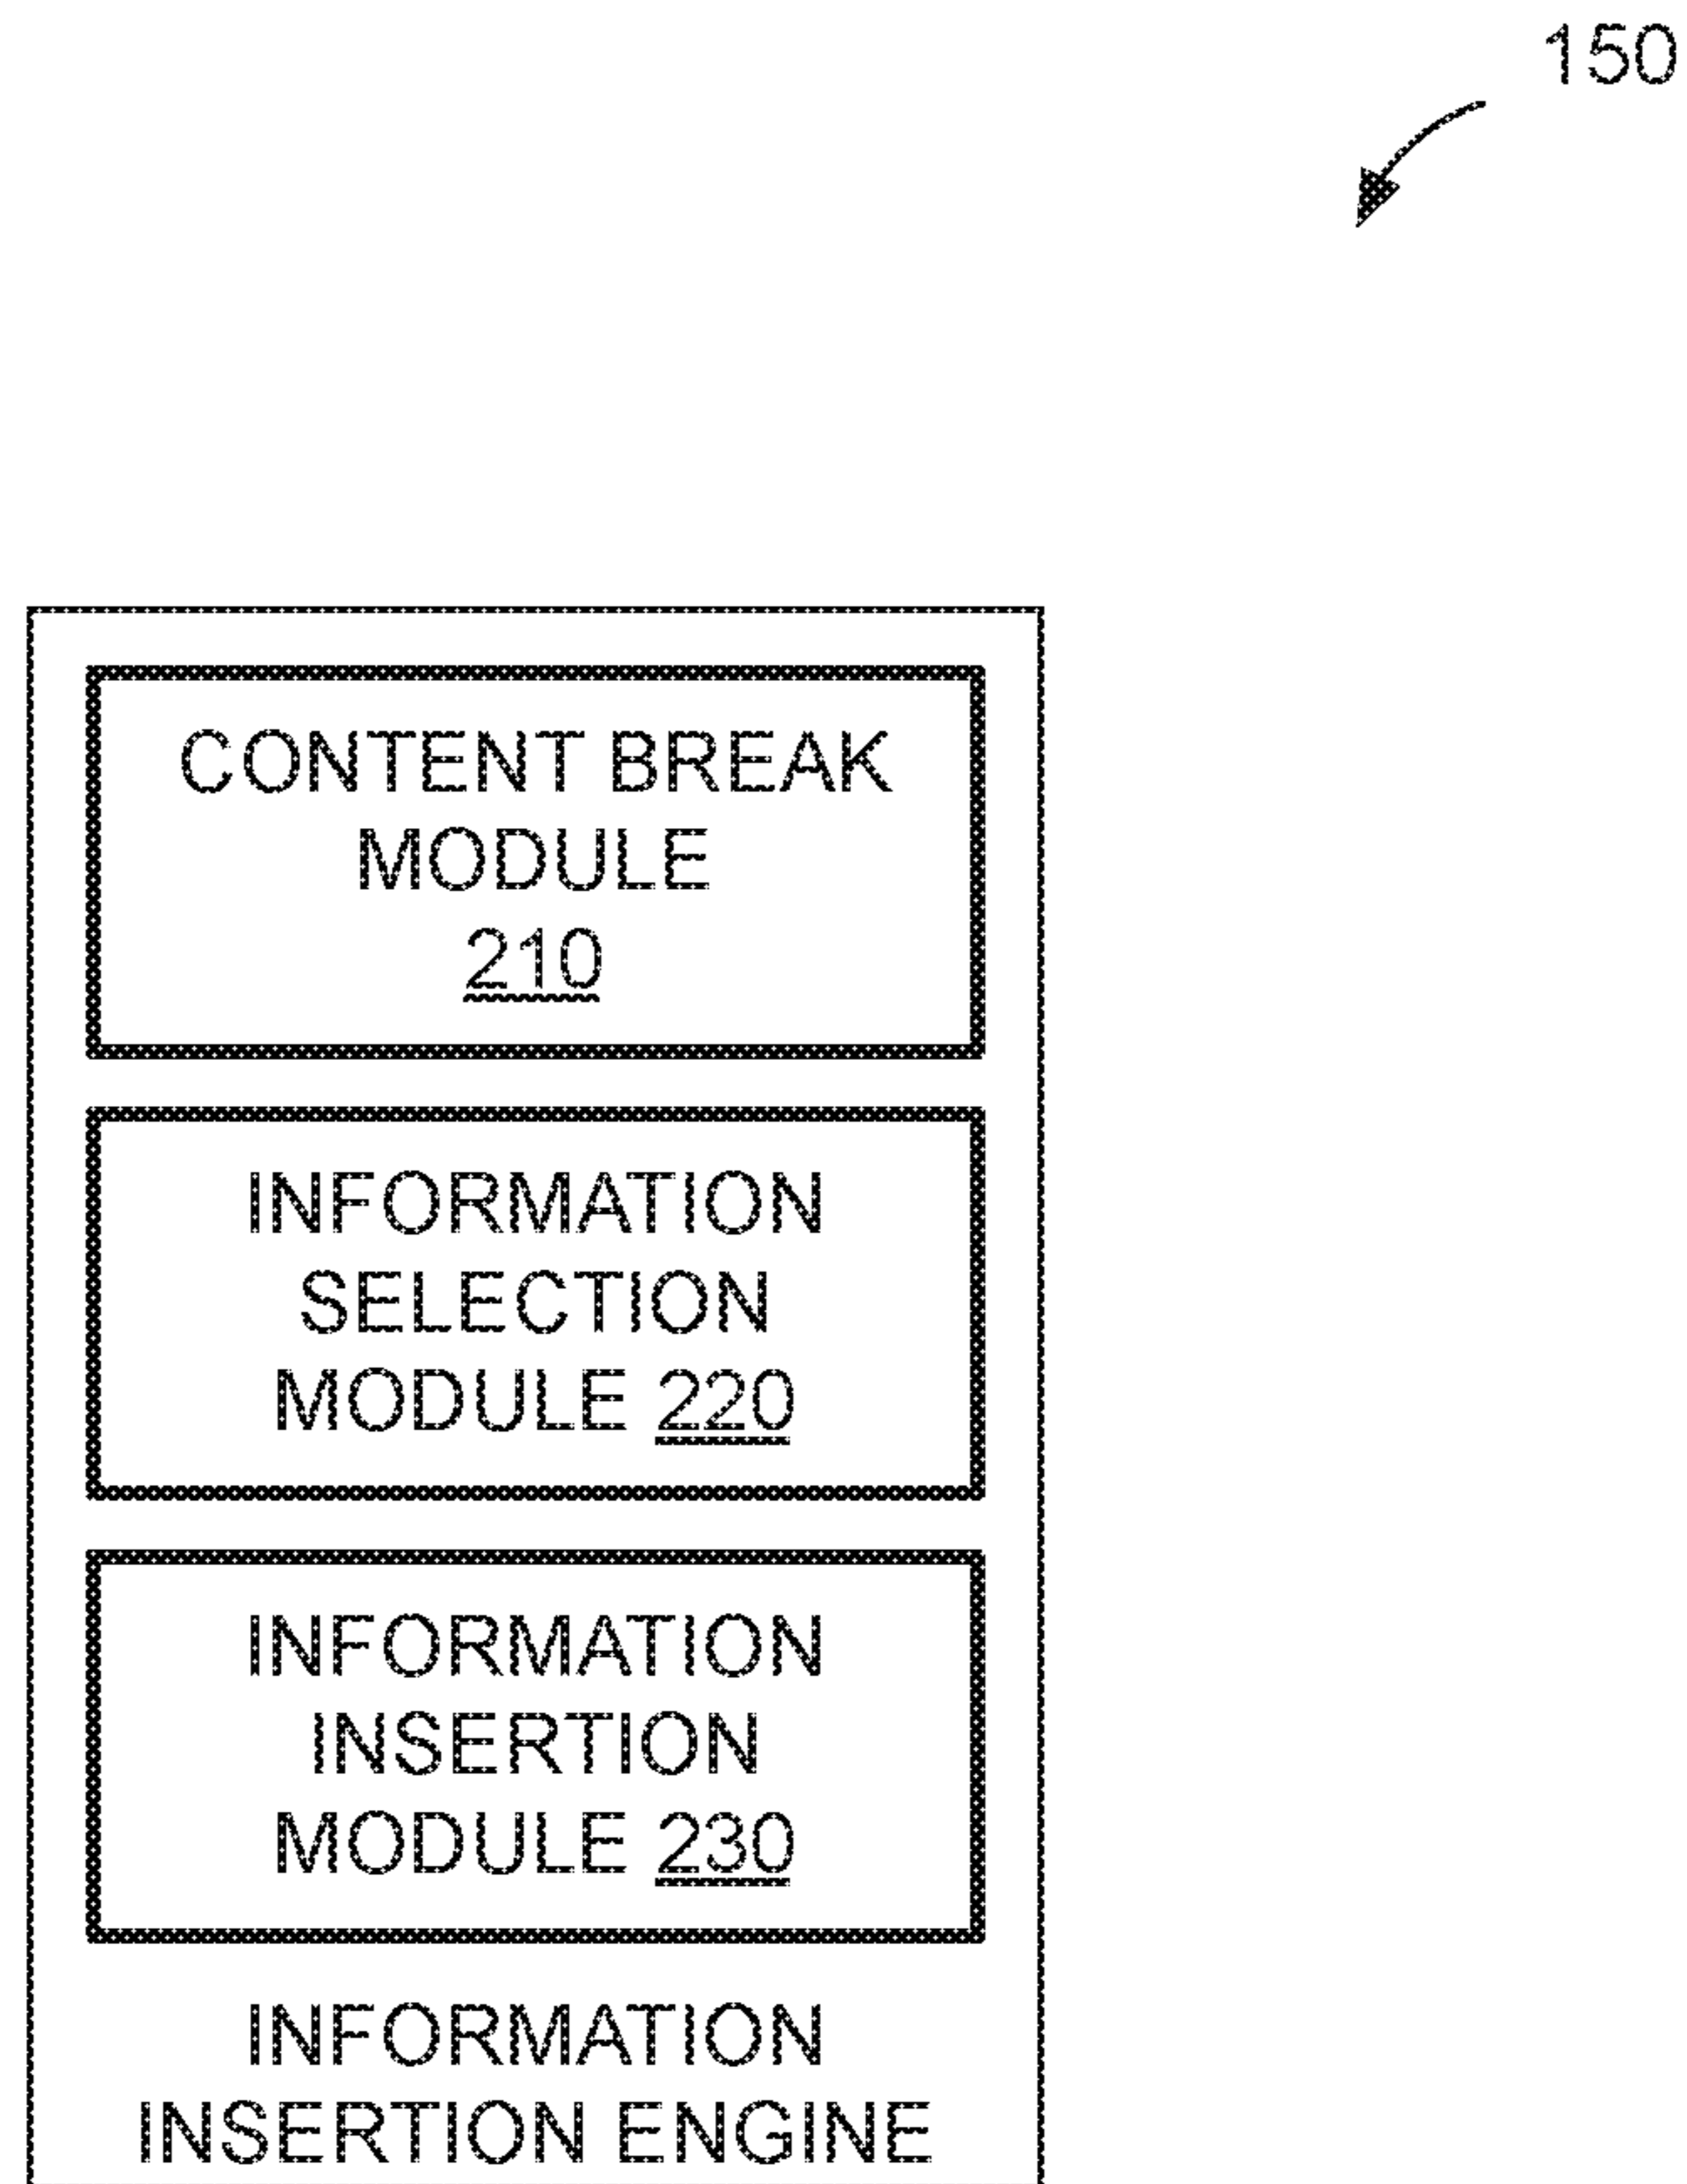 150
CONTENT BREAK
MODULE
210
INFORMATION
SELECTION
MODULE 220
INFORMATION
INSERTION
MODULE 230
INFORMATION
INSERTION ENGINE